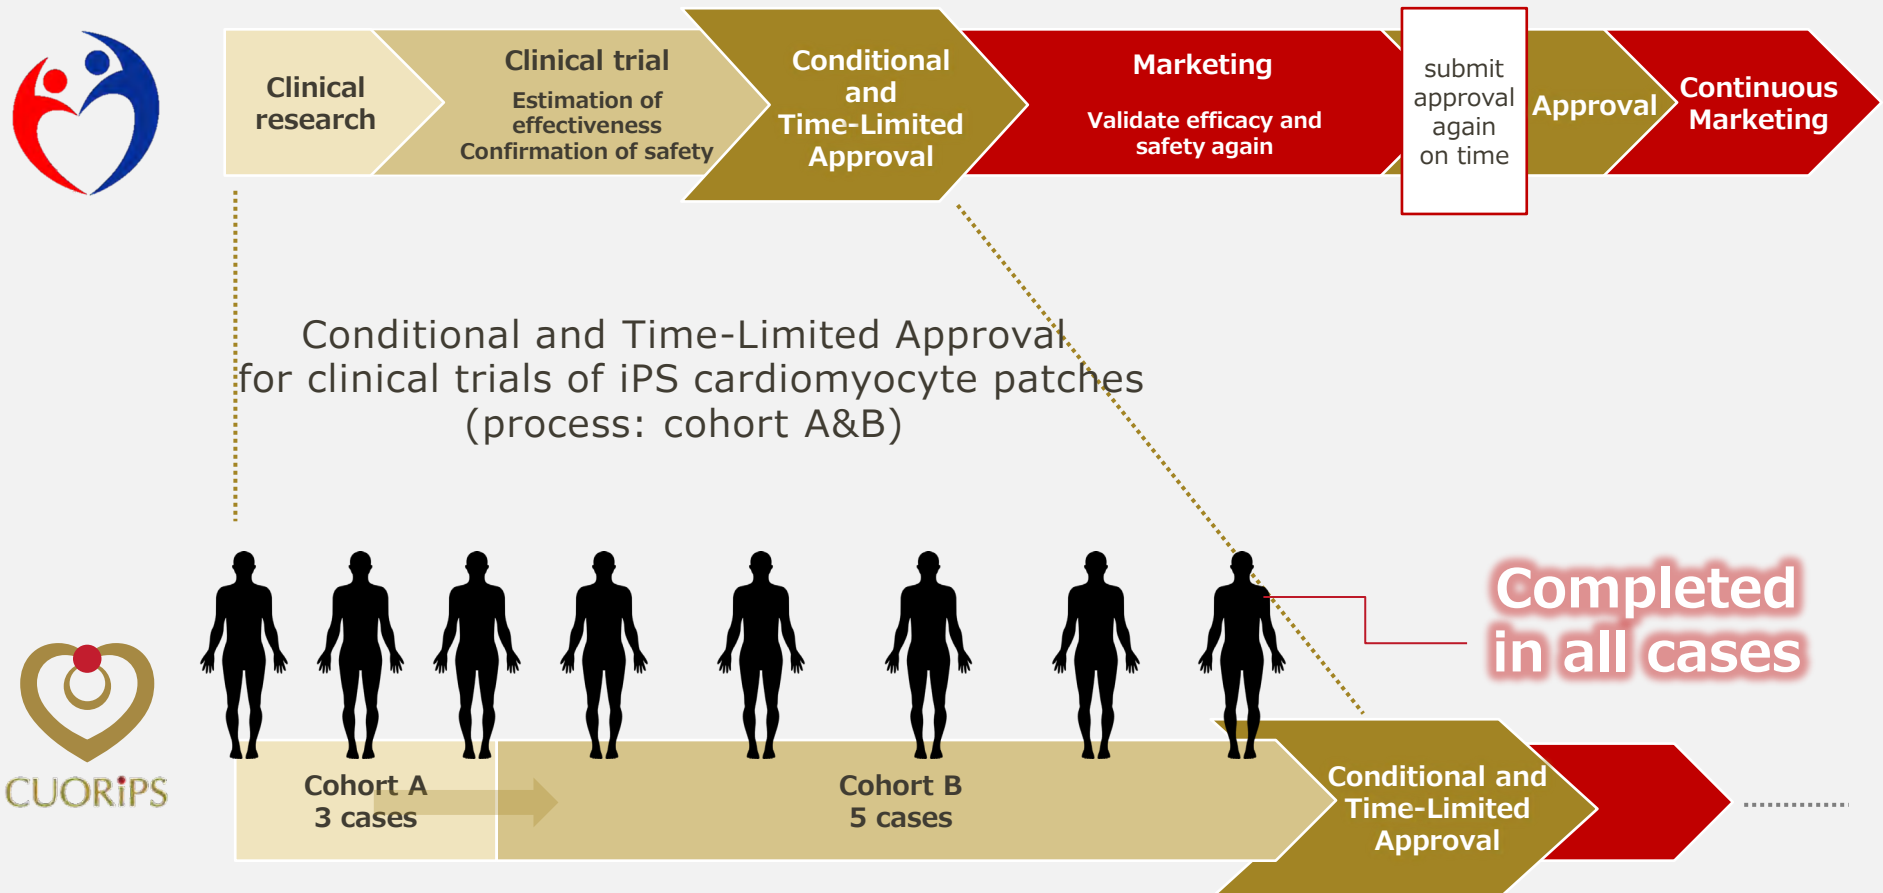 Clinical
research
Clinical trial
Estimation of
effectiveness
Confirmation of safety
Conditional
and
Time-Limited
Approval
Marketing
Validate efficacy and
safety again
submit
approval
again
on time
Approval
Continuous
Marketing
Conditional and Time-Limited Approval
for clinical trials of iPS cardiomyocyte patches
(process: cohort A&B)
Completed
in all cases
CUORiPS
Cohort A
3 cases
Cohort B
5 cases
Conditional and
Time-Limited
Approval